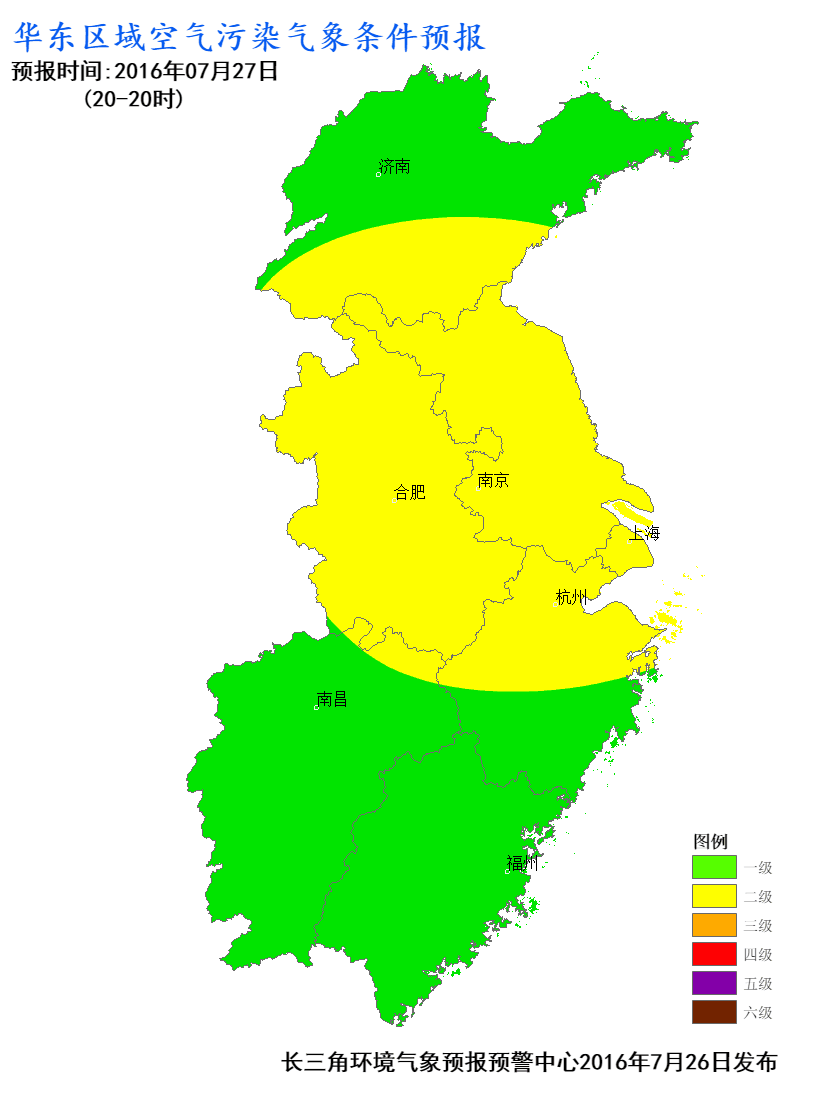 华东区域空气污染气象条件预报
预报时间:2016年07月27日
(20-20时)
济南
合肥
南京
上海
杭州
南昌
福州
图例
一级
二级
三级
四级
五级
六级
长三角环境气象预报预警中心2016年7月26日发布